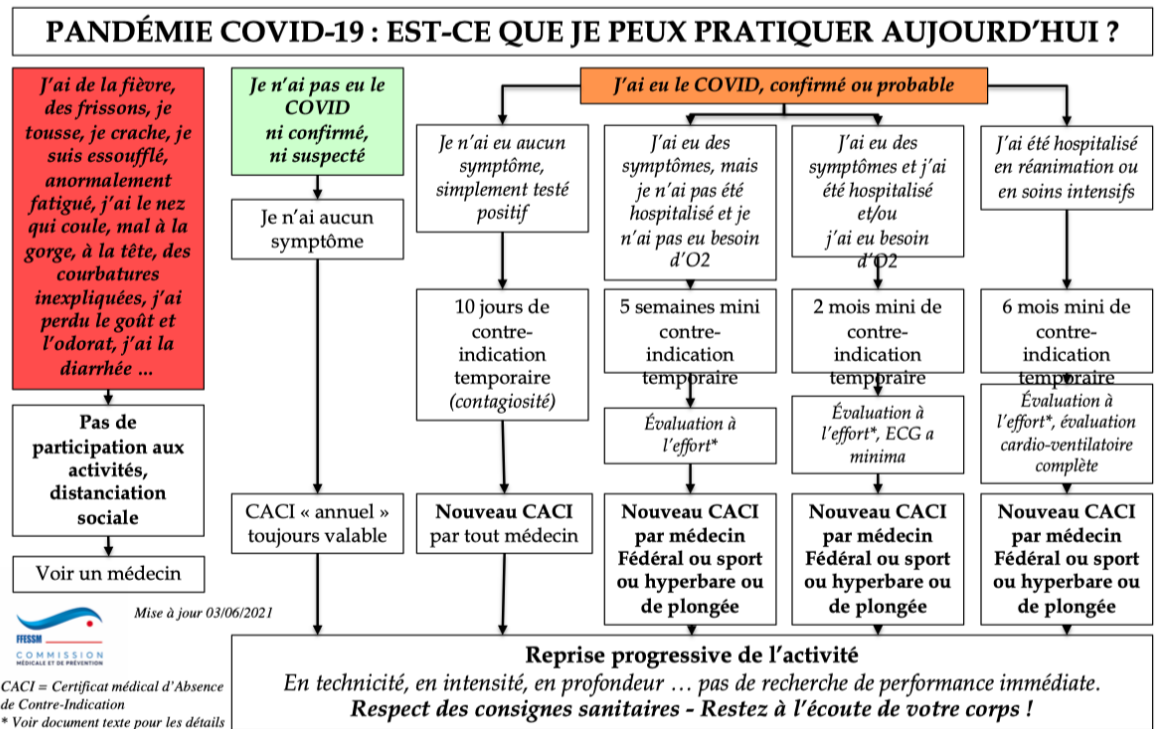 PANDÉMIE COVID-19 : EST-CE QUE JE PEUX PRATIQUER AUJOURD'HUI ?
J'ai de la fièvre,
des frissons, je
tousse, je crache, je
suis essoufflé,
anormalement
fatigué, j'ai le nez
qui coule, mal à la
gorge, à la tête, des
courbatures
inexpliquées, j'ai
perdu le goût et
l'odorat, j'ai la
diarrhée ...
Pas de
participation aux
activités,
distanciation
sociale
Voir un médecin
Je n'ai pas eu le
COVID
ni confirmé,
ni suspecté
Je n'ai aucun
symptôme
CACI « annuel »
toujours valable
J'ai eu le COVID, confirmé ou probable
Je n'ai eu aucun
symptôme,
simplement testé
positif
10 jours de
contre-
indication
temporaire
(contagiosité)
Nouveau CACI
par tout médecin
J'ai eu des
symptômes, mais
je n'ai pas été
hospitalisé et je
n'ai pas eu besoin
d'O2
5 semaines mini
contre-
indication
temporaire
Évaluation à
l'effort*
Nouveau CACI
par médecin
Fédéral ou sport
ou hyperbare ou
de plongée
J'ai eu des
symptômes et j'ai
été hospitalisé
et/ou
j'ai eu besoin
d'O2
2 mois mini de
contre-
indication
temporaire
Évaluation à
l'effort*, ECG a
minima
Nouveau CACI
par médecin
Fédéral ou sport
ou hyperbare ou
de plongée
J'ai été hospitalisé
en réanimation ou
en soins intensifs
6 mois mini de
contre-
indication
temporaire
Évaluation à
l'effort*, évaluation
cardio-ventilatoire
complète
Nouveau CACI
par médecin
Fédéral ou sport
ou hyperbare ou
de plongée
Reprise progressive de l'activité
En technicité, en intensité, en profondeur ... pas de recherche de performance immédiate.
Respect des consignes sanitaires - Restez à l'écoute de votre corps !
Mise à jour 03/06/2021
FFESSM
COMMISSION
MÉDICALE ET DE PRÉVENTION
CACI = Certificat médical d'Absence
de Contre-Indication
* Voir document texte pour les détails